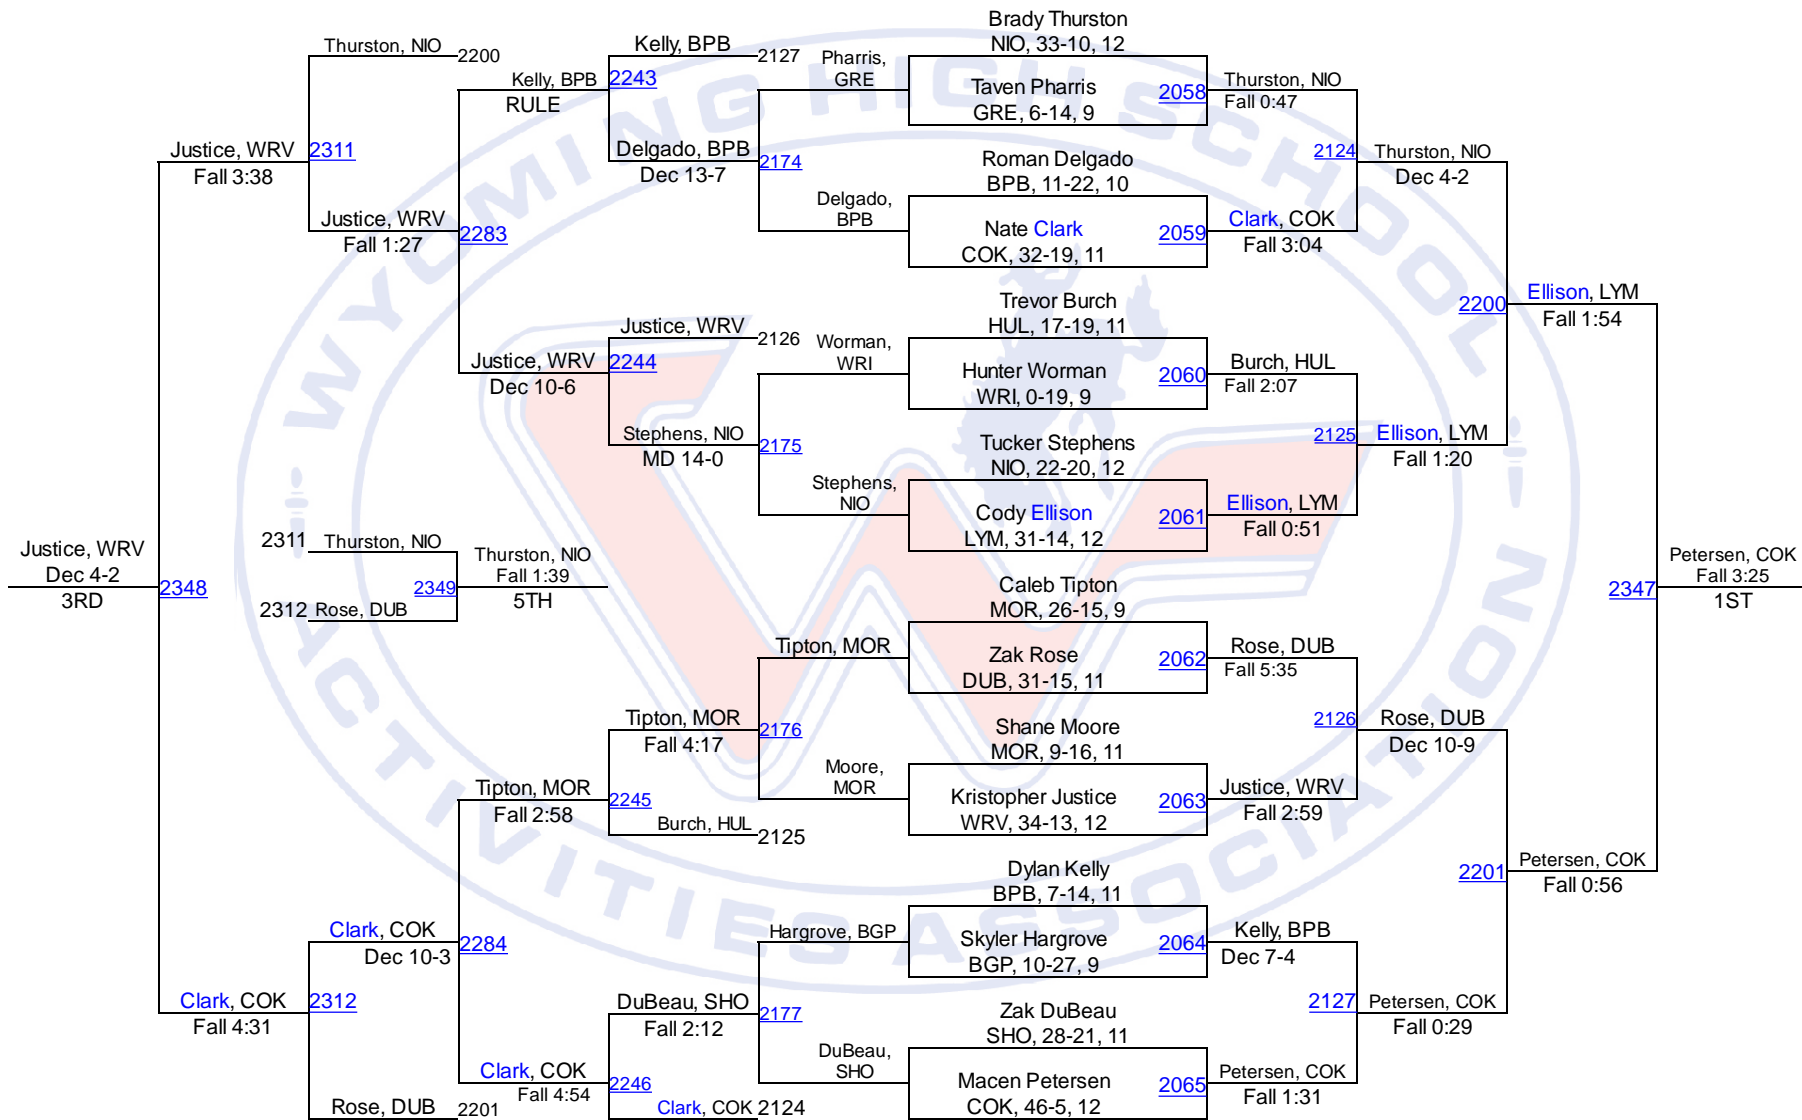 Brady Thurston
NIO, 33-10, 12
Thurston, NIO
2200
Kelly, BPB
2127
Pharris,
GRE
Kelly, BPB
2243
RULE
Taven Pharris
GRE, 6-14, 9
2058
Thurston, NIO
Fall 0:47
Justice, WRV
2311
Fall 3:38
Delgado, BPB
2174
Dec 13-7
Roman Delgado
BPB, 11-22, 10
2124
Thurston, NIO
Dec 4-2
Justice, WRV
2283
Fall 1:27
Delgado,
BPB
Nate Clark
COK, 32-19, 11
2059
Clark, COK
Fall 3:04
Trevor Burch
HUL, 17-19, 11
2200
Ellison, LYM
Fall 1:54
Justice, WRV
2126
Worman,
WRI
Justice, WRV
2244
Dec 10-6
Hunter Worman
WRI, 0-19, 9
2060
Burch, HUL
Fall 2:07
Stephens, NIO
2175
MD 14-0
Tucker Stephens
NIO, 22-20, 12
2125
Ellison, LYM
Fall 1:20
Stephens,
NIO
Cody Ellison
LYM, 31-14, 12
2061
Ellison, LYM
Fall 0:51
Justice, WRV
Dec 4-2
3RD
2348
2311
Thurston, NIO
2349
Thurston, NIO
Fall 1:39
5TH
2312
Rose, DUB
Caleb Tipton
MOR, 26-15, 9
2347
Petersen, COK
Fall 3:25
1ST
Tipton, MOR
Zak Rose
DUB, 31-15, 11
2062
Rose, DUB
Fall 5:35
Tipton, MOR
2176
Fall 4:17
Shane Moore
MOR, 9-16, 11
2126
Rose, DUB
Dec 10-9
Moore,
MOR
Tipton, MOR
2245
Fall 2:58
Burch, HUL
2125
Kristopher Justice
WRV, 34-13, 12
2063
Justice, WRV
Fall 2:59
Dylan Kelly
BPB, 7-14, 11
2201
Petersen, COK
Fall 0:56
Clark, COK
2284
Dec 10-3
Hargrove, BGP
Skyler Hargrove
BGP, 10-27, 9
2064
Kelly, BPB
Dec 7-4
Clark, COK
2312
Fall 4:31
DuBeau, SHO
2177
Fall 2:12
Zak DuBeau
SHO, 28-21, 11
2127
Petersen, COK
Fall 0:29
DuBeau,
SHO
Clark, COK
2246
Fall 4:54
Macen Petersen
COK, 46-5, 12
2065
Petersen, COK
Fall 1:31
Rose, DUB
2201
Clark, COK
2124
WYOMING HIGH SCHOOL
ACTIVITIES ASSOCIATION